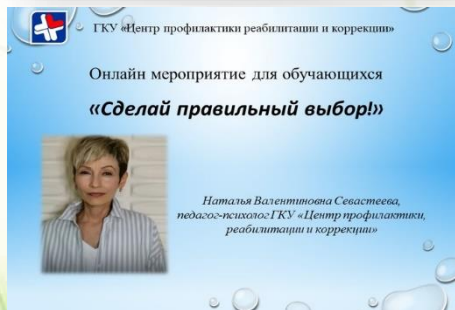 ГКУ «Центр профилактики реабилитации и коррекции»
Онлайн мероприятие для обучающихся
«Сделай правильный выбор!»
Наталья Валентиновна Севастеева,
педагог-психолог ГКУ «Центр профилактики,
реабилитации и коррекции»